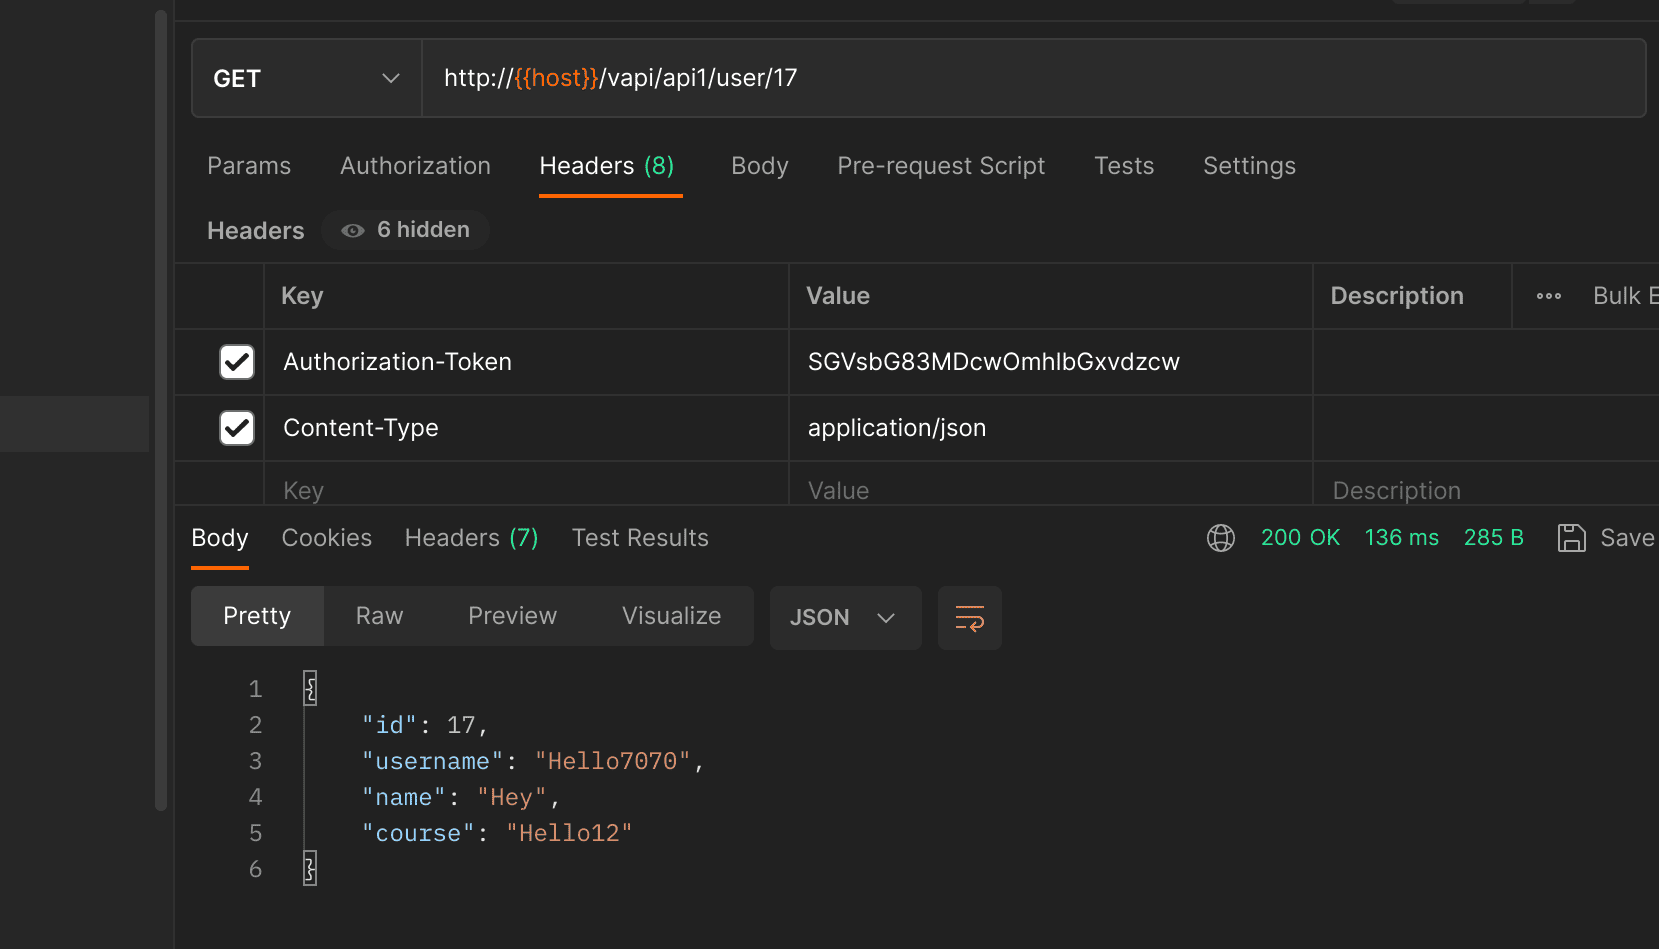 GET http://{{host}}/vapi/api1/user/17
Params Authorization Headers (8) Body Pre-request Script Tests Settings
Headers 6 hidden
Key Value Description Bulk E
Authorization-Token SGVsbG83MDcwOmhlbGxvdzcw
Content-Type application/json
Key Value Description
Body Cookies Headers (7) Test Results 200 OK 136 ms 285 B Save
Pretty Raw Preview Visualize JSON
1 {
2 "id": 17,
3 "username": "Hello7070",
4 "name": "Hey",
5 "course": "Hello12"
6 }